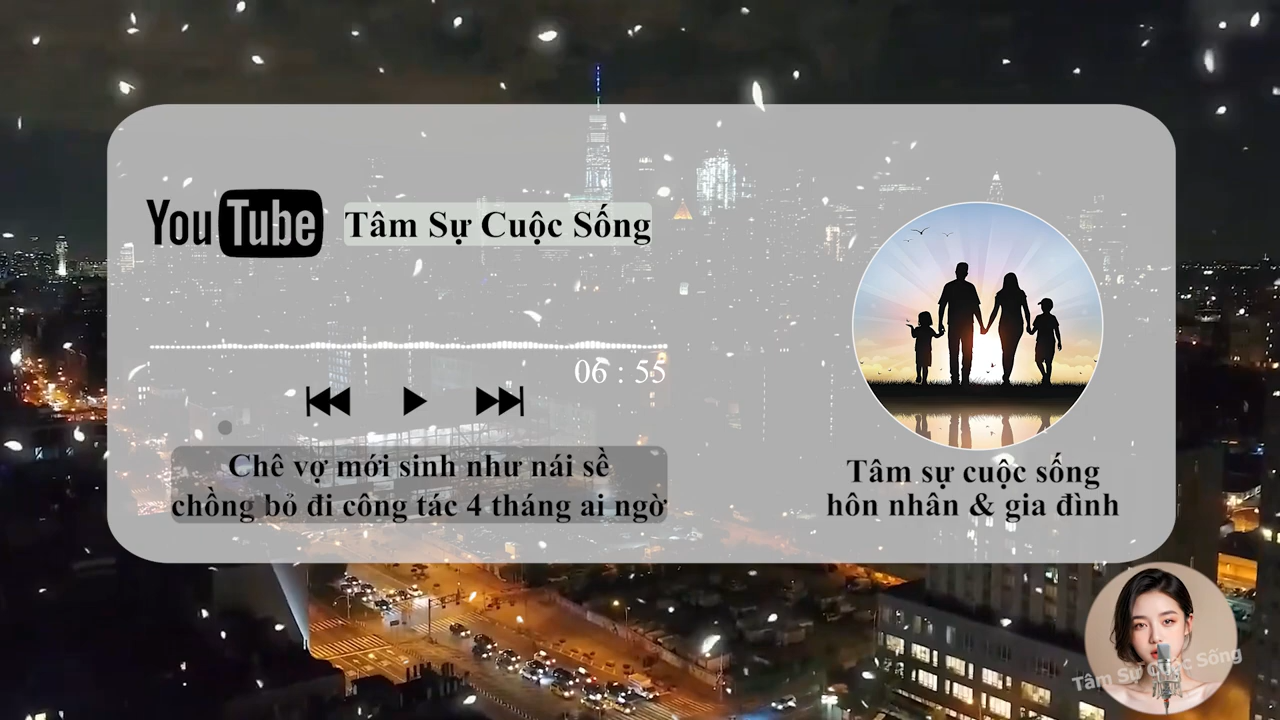 YouTube
Tâm Sự Cuộc Sống
06 : 55
Chê vợ mới sinh như nái sề
chồng bỏ đi công tác 4 tháng ai ngờ
Tâm sự cuộc sống
hôn nhân & gia đình
Tâm Sự Cuộc Sống